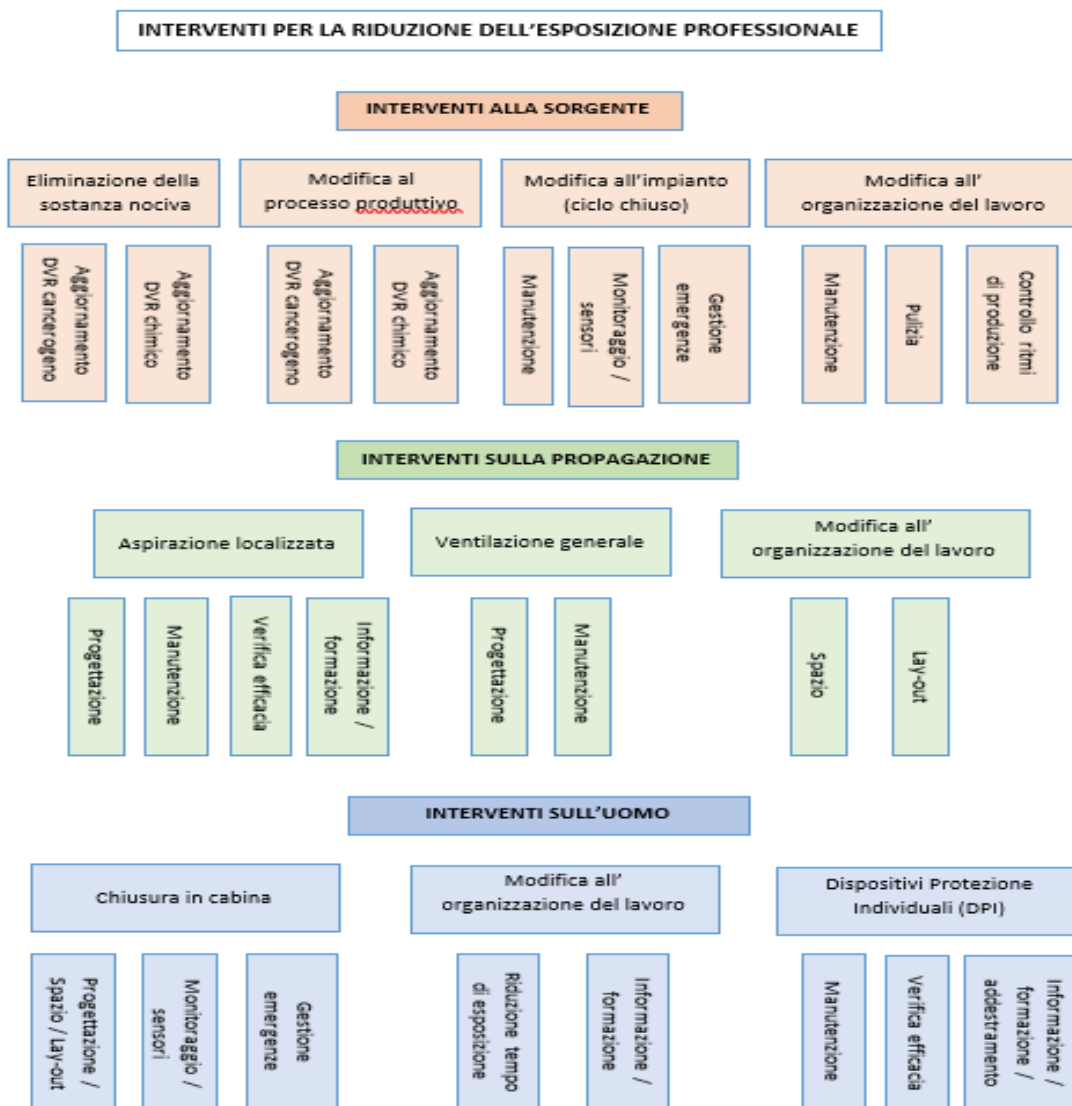 INTERVENTI PER LA RIDUZIONE DELL'ESPOSIZIONE PROFESSIONALE
INTERVENTI ALLA SORGENTE
Eliminazione della
sostanza nociva
Modifica al
processo produttivo
Modifica all'impianto
(ciclo chiuso)
Modifica all'
organizzazione del lavoro
Aggiornamento
DVR cancerogeno
Aggiornamento
DVR chimico
Aggiornamento
DVR cancerogeno
Aggiornamento
DVR chimico
Manutenzione
Monitoraggio /
sensori
Gestione
emergenze
Manutenzione
Pulizia
Controllo ritmi
di produzione
INTERVENTI SULLA PROPAGAZIONE
Aspirazione localizzata
Ventilazione generale
Modifica all'
organizzazione del lavoro
Progettazione
Manutenzione
Verifica efficacia
Informazione /
formazione
Progettazione
Manutenzione
Spazio
Lay-out
INTERVENTI SULL'UOMO
Chiusura in cabina
Modifica all'
organizzazione del lavoro
Dispositivi Protezione
Individuali (DPI)
Progettazione /
Spazio / Lay-out
Monitoraggio /
sensori
Gestione
emergenze
Riduzione tempo
di esposizione
Informazione /
formazione
Manutenzione
Verifica efficacia
Informazione /
formazione /
addestramento